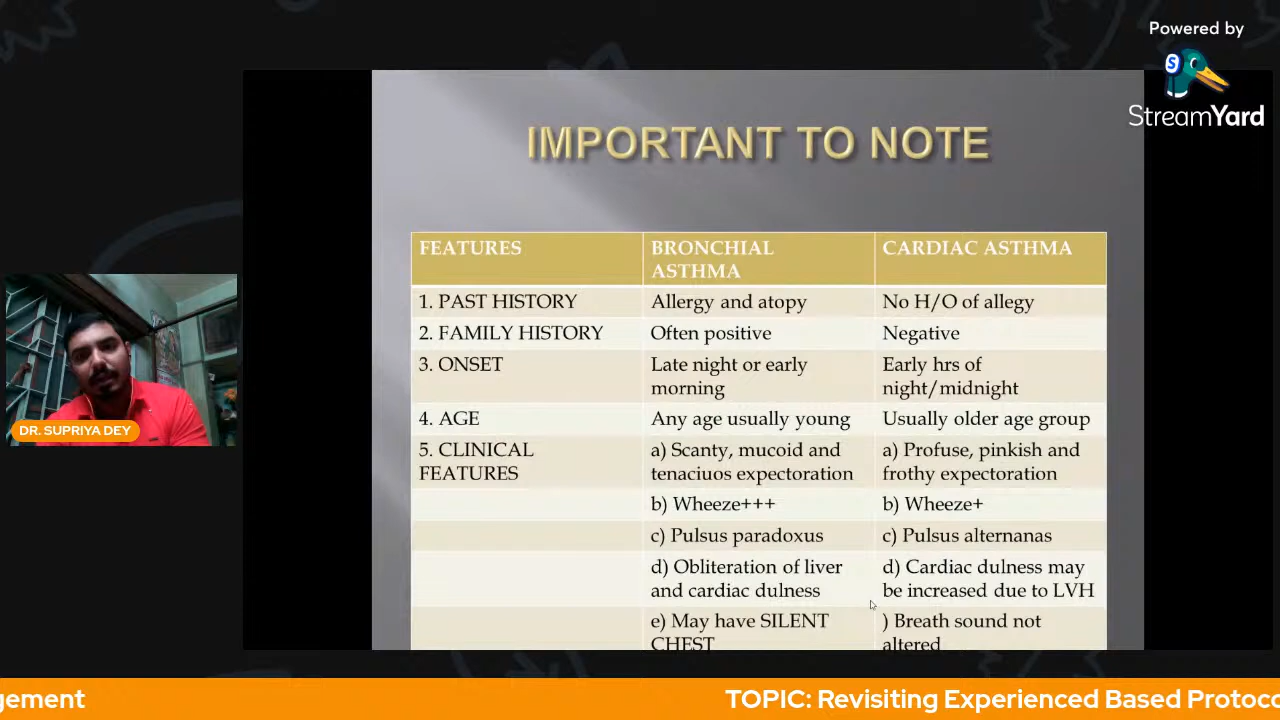 Powered by
StreamYard
IMPORTANT TO NOTE
FEATURES
BRONCHIAL
ASTHMA
CARDIAC ASTHMA
1. PAST HISTORY
Allergy and atopy
No H/O of allegy
2. FAMILY HISTORY
Often positive
Negative
3. ONSET
Late night or early
morning
Early hrs of
night/midnight
4. AGE
Any age usually young
Usually older age group
5. CLINICAL
FEATURES
a) Scanty, mucoid and
tenaciuos expectoration
a) Profuse, pinkish and
frothy expectoration
b) Wheeze+++
b) Wheeze+
c) Pulsus paradoxus
c) Pulsus alternanas
d) Obliteration of liver
and cardiac dulness
d) Cardiac dulness may
be increased due to LVH
e) May have SILENT
CHEST
) Breath sound not
altered
DR. SUPRIYA DEY
gement
TOPIC: Revisiting Experienced Based Protoco